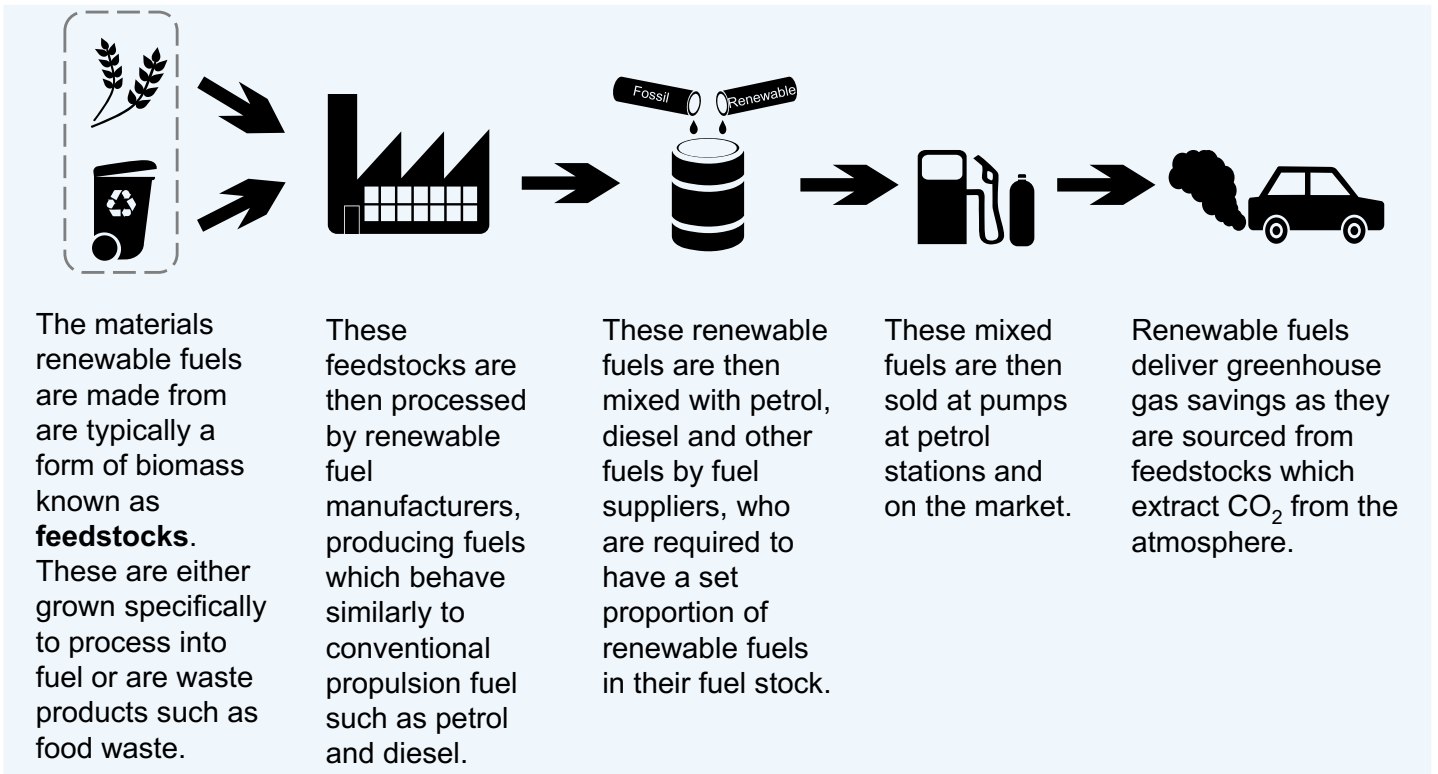 Fossil
Renewable
The materials
renewable fuels
are made from
are typically a
form of biomass
known as
feedstocks.
These are either
grown specifically
to process into
fuel or are waste
products such as
food waste.
These
feedstocks are
then processed
by renewable
fuel
manufacturers,
producing fuels
which behave
similarly to
conventional
propulsion fuel
such as petrol
and diesel.
These renewable
fuels are then
mixed with petrol,
diesel and other
fuels by fuel
suppliers, who
are required to
have a set
proportion of
renewable fuels
in their fuel stock.
These mixed
fuels are then
sold at pumps
at petrol
stations and
on the market.
Renewable fuels
deliver greenhouse
gas savings as they
are sourced from
feedstocks which
extract CO₂ from the
atmosphere.